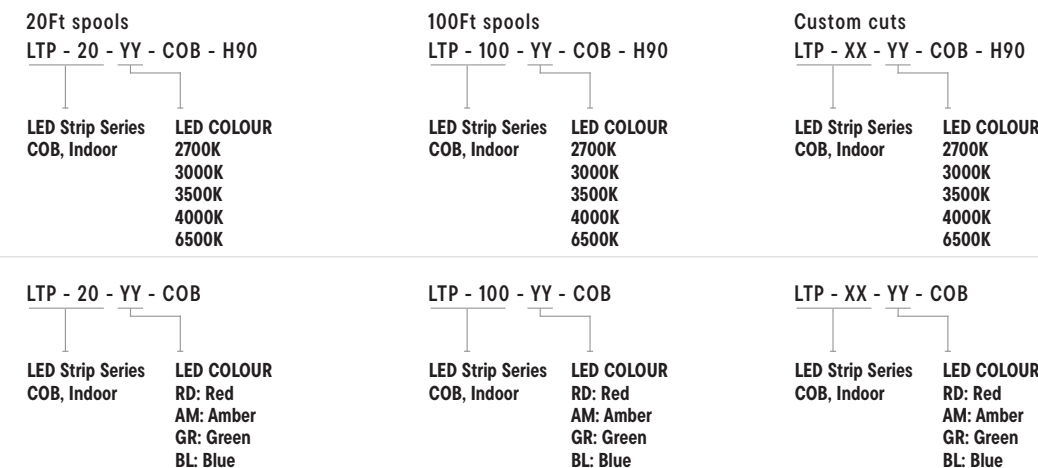 20Ft spools
LTP - 20 - YY - COB - H90
LED Strip Series
COB, Indoor
LED COLOUR
2700K
3000K
3500K
4000K
6500K
100Ft spools
LTP - 100 - YY - COB - H90
LED Strip Series
COB, Indoor
LED COLOUR
2700K
3000K
3500K
4000K
6500K
Custom cuts
LTP - XX - YY - COB - H90
LED Strip Series
COB, Indoor
LED COLOUR
2700K
3000K
3500K
4000K
6500K
LTP - 20 - YY - COB
LED Strip Series
COB, Indoor
LED COLOUR
RD: Red
AM: Amber
GR: Green
BL: Blue
LTP - 100 - YY - COB
LED Strip Series
COB, Indoor
LED COLOUR
RD: Red
AM: Amber
GR: Green
BL: Blue
LTP - XX - YY - COB
LED Strip Series
COB, Indoor
LED COLOUR
RD: Red
AM: Amber
GR: Green
BL: Blue